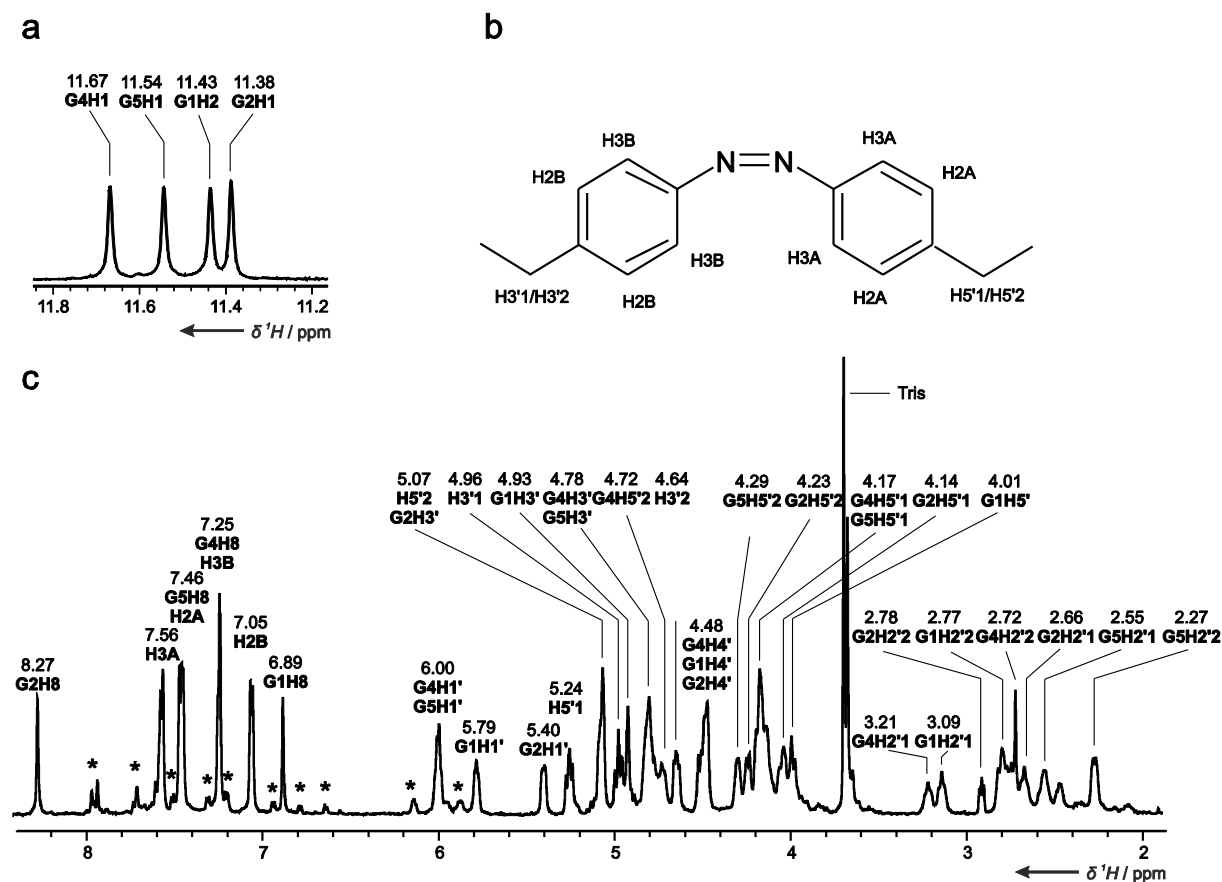 a
11.67 11.54 11.43 11.38
G4H1 G5H1 G1H2 G2H1
11.8 11.6 11.4 11.2
δ ¹H / ppm
b
H3B N N H3A
H2B H2A
H3B H3A
H3'1/H3'2 H2B H2A H5'1/H5'2
c
Tris
5.07 4.96 4.93 4.78 4.72 4.64 4.29 4.23 4.17 4.14 4.01
H5'2 H3'1 G1H3' G4H3' G4H5'2 H3'2 G5H5'2 G2H5'2 G4H5'1 G2H5'1 G1H5'
G2H3' G5H3' G5H5'1
7.25
G4H8
H3B
7.46
G5H8
H2A
7.56
H3A
7.05
H2B
8.27
G2H8
6.89
G1H8
6.00
G4H1'
G5H1'
5.79
G1H1'
5.40
G2H1'
5.24
H5'1
4.48
G4H4'
G1H4'
G2H4'
2.78 2.77 2.72 2.66 2.55 2.27
G2H2'2 G1H2'2 G4H2'2 G2H2'1 G5H2'1 G5H2'2
3.21 3.09
G4H2'1 G1H2'1
* * * * * * * * * *
8 7 6 5 4 3 2
δ ¹H / ppm